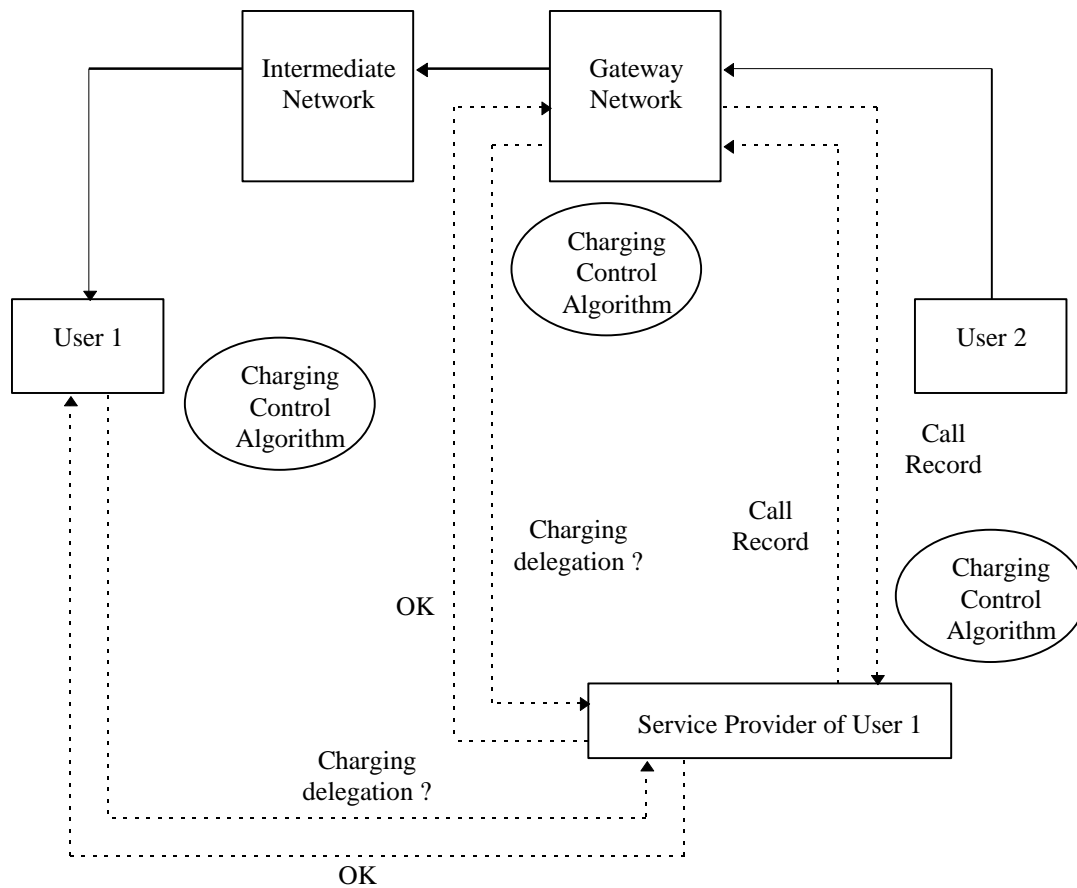 Intermediate
Network
Gateway
Network
Charging
Control
Algorithm
User 1
User 2
Charging
Control
Algorithm
Call
Record
Call
Record
Charging
delegation ?
Charging
Control
Algorithm
OK
Service Provider of User 1
Charging
delegation ?
OK